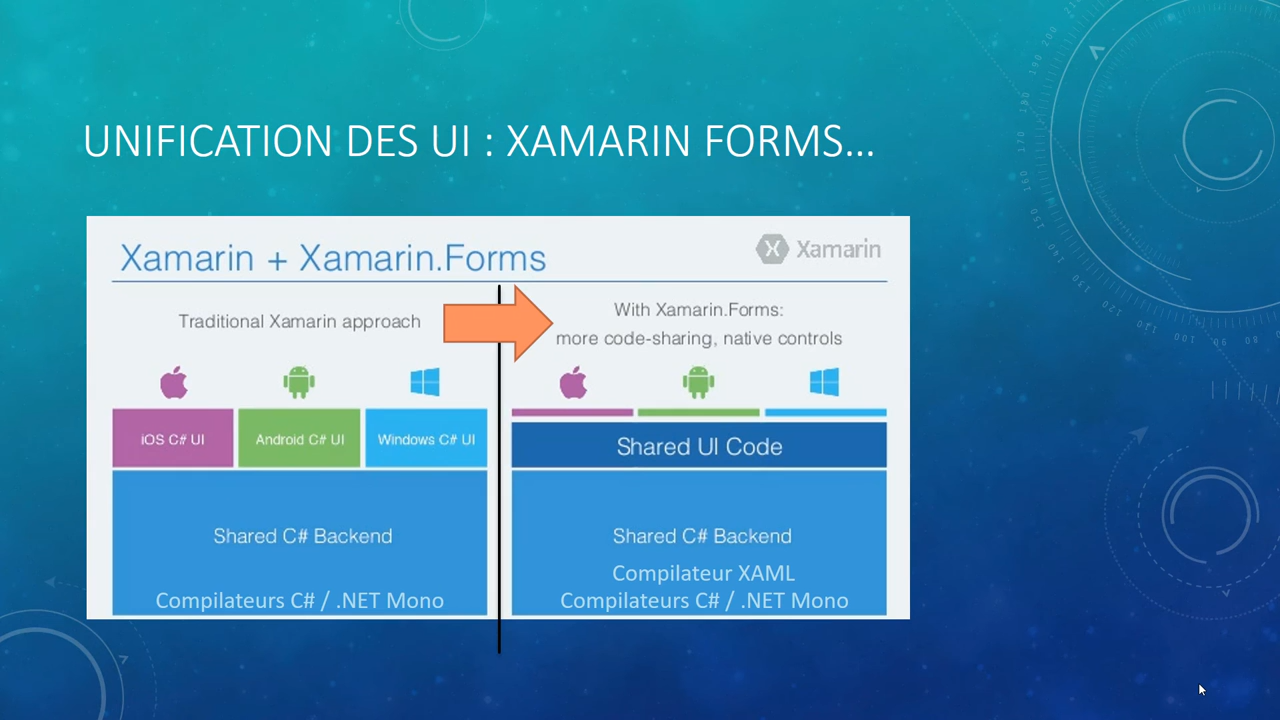 UNIFICATION DES UI : XAMARIN FORMS...
Xamarin + Xamarin.Forms
Xamarin
Traditional Xamarin approach
iOS C# UI
Android C# UI
Windows C# UI
Shared C# Backend
Compilateurs C# / .NET Mono
With Xamarin.Forms:
more code-sharing, native controls
Shared UI Code
Shared C# Backend
Compilateur XAML
Compilateurs C# / .NET Mono